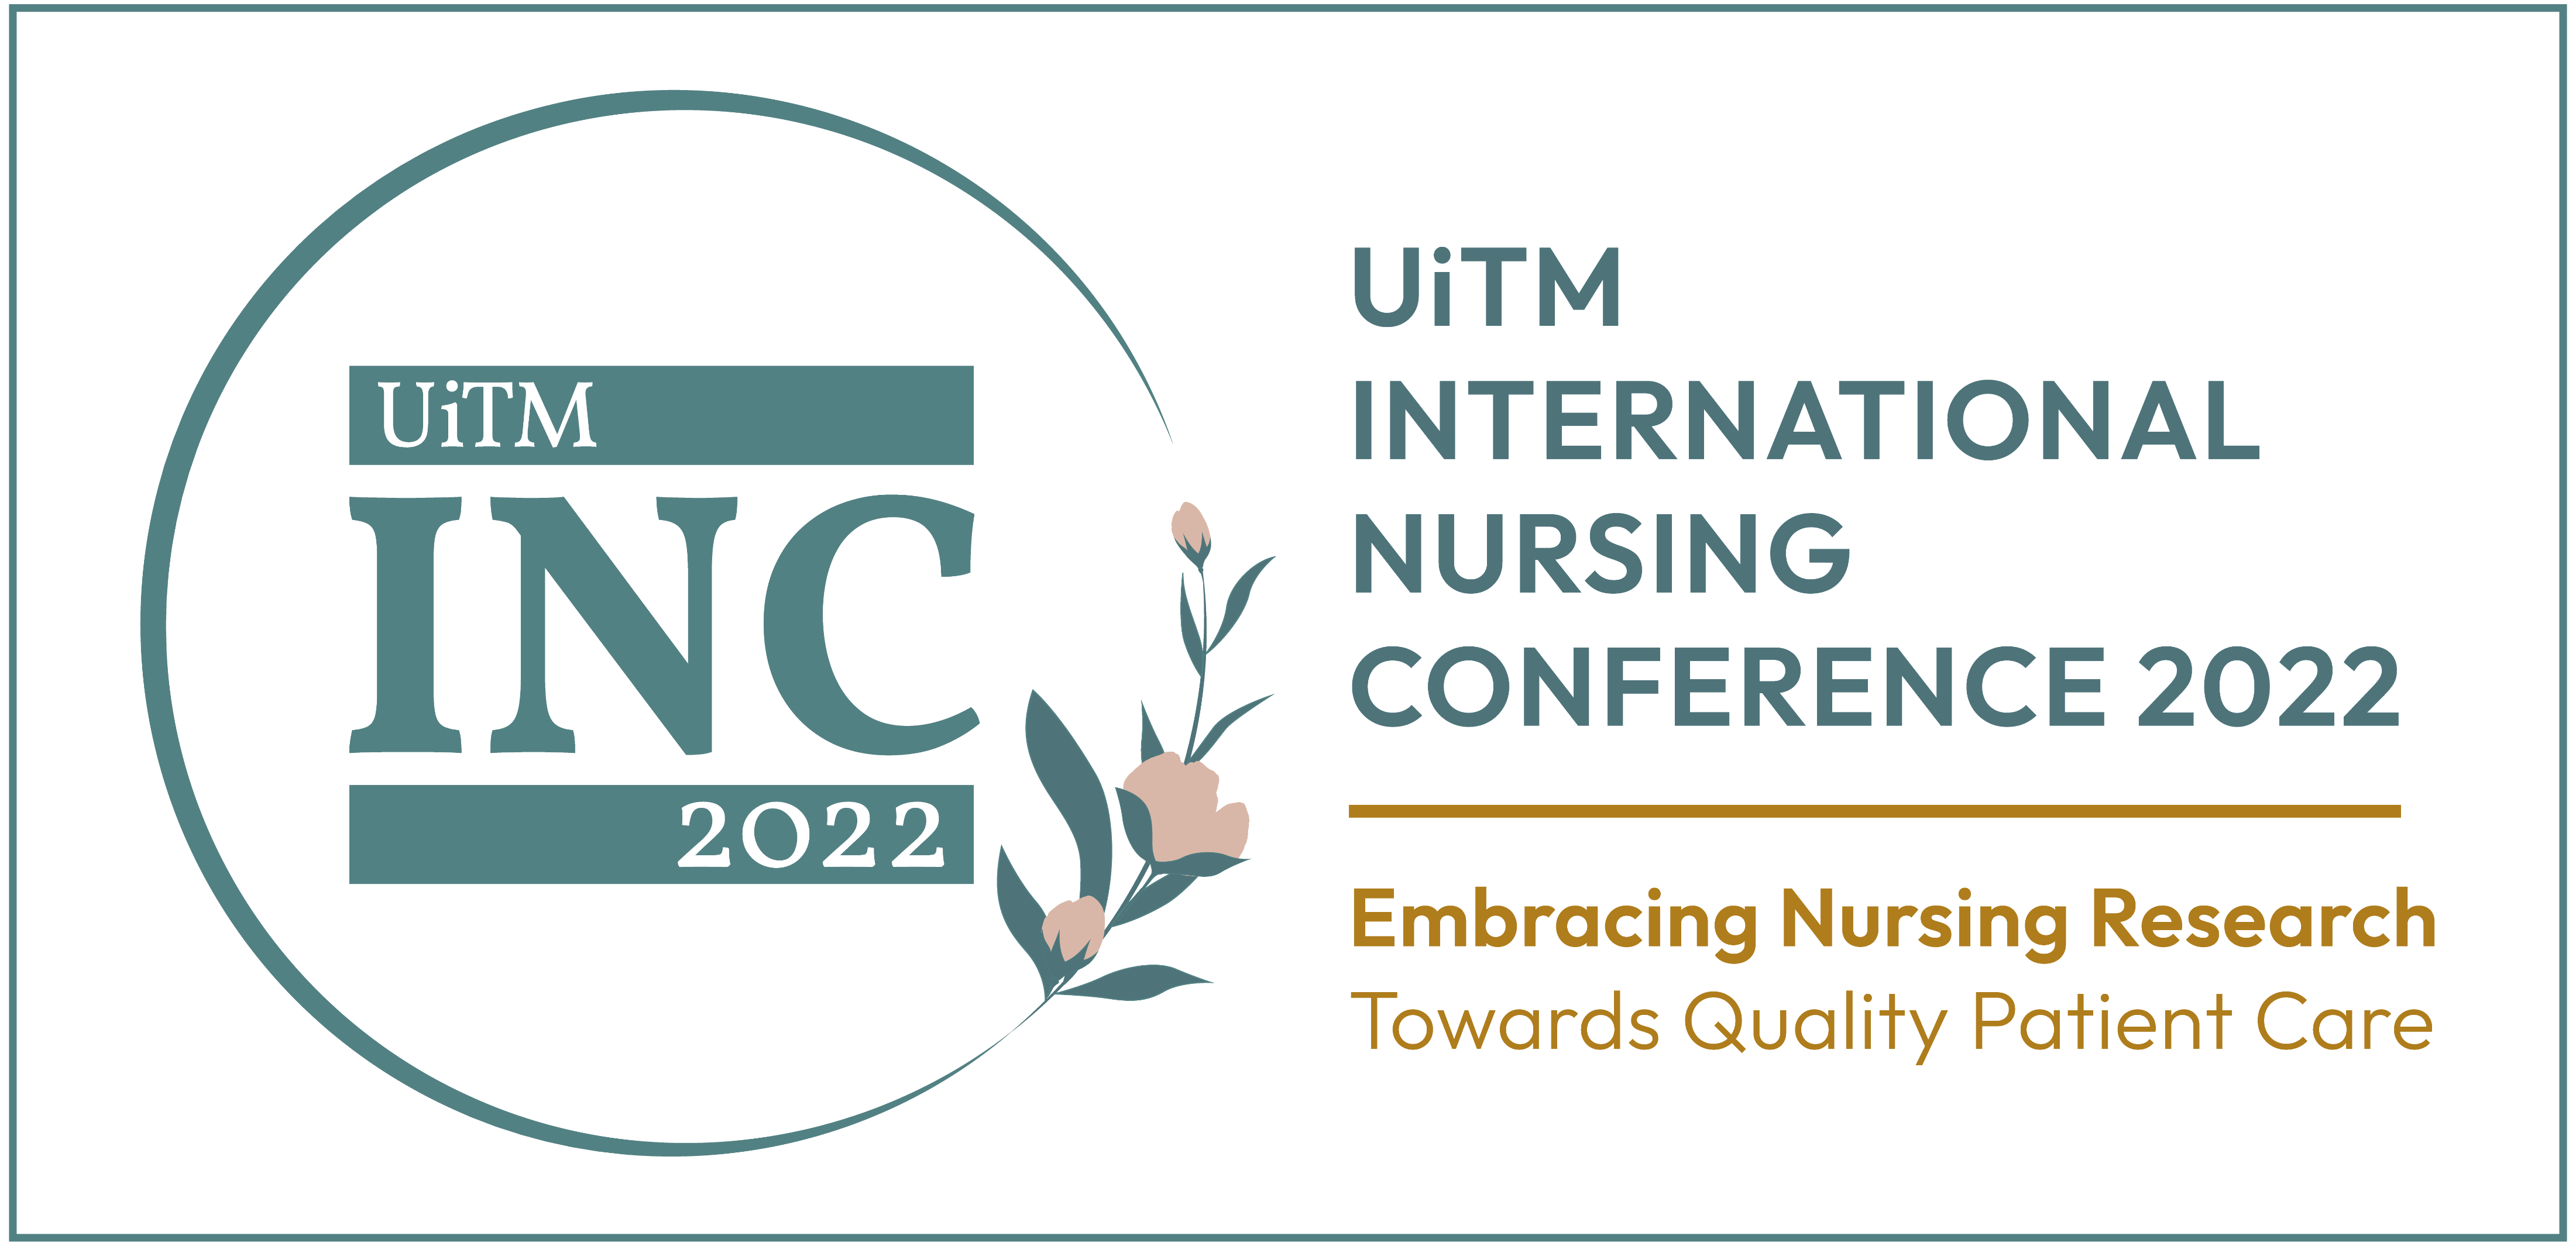 UiTM
INC
2022
UiTM
INTERNATIONAL
NURSING
CONFERENCE 2022
Embracing Nursing Research
Towards Quality Patient Care